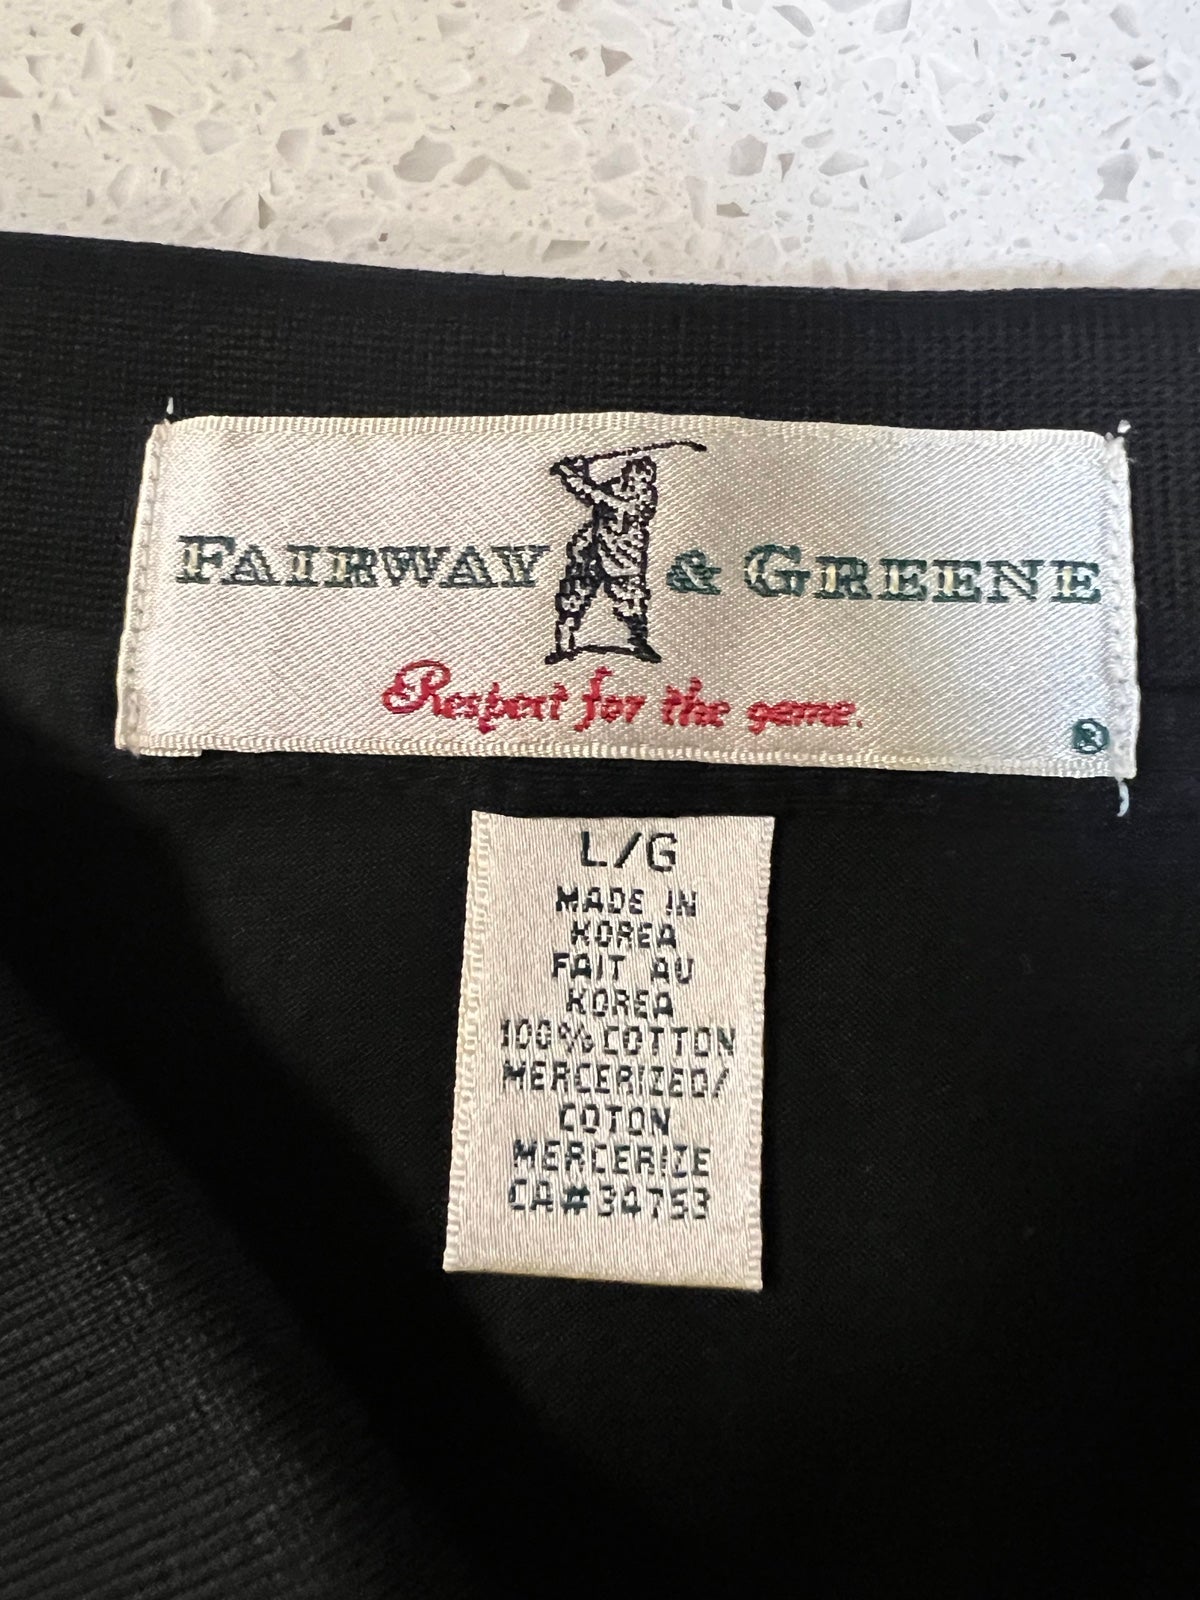 FAIRWAY & GREENE
Respect for the game.
®
L/G
MADE IN
KOREA
FAIT AU
KOREA
100% COTTON
MERCERIZED/
COTON
MERCERIZE
CA#34753